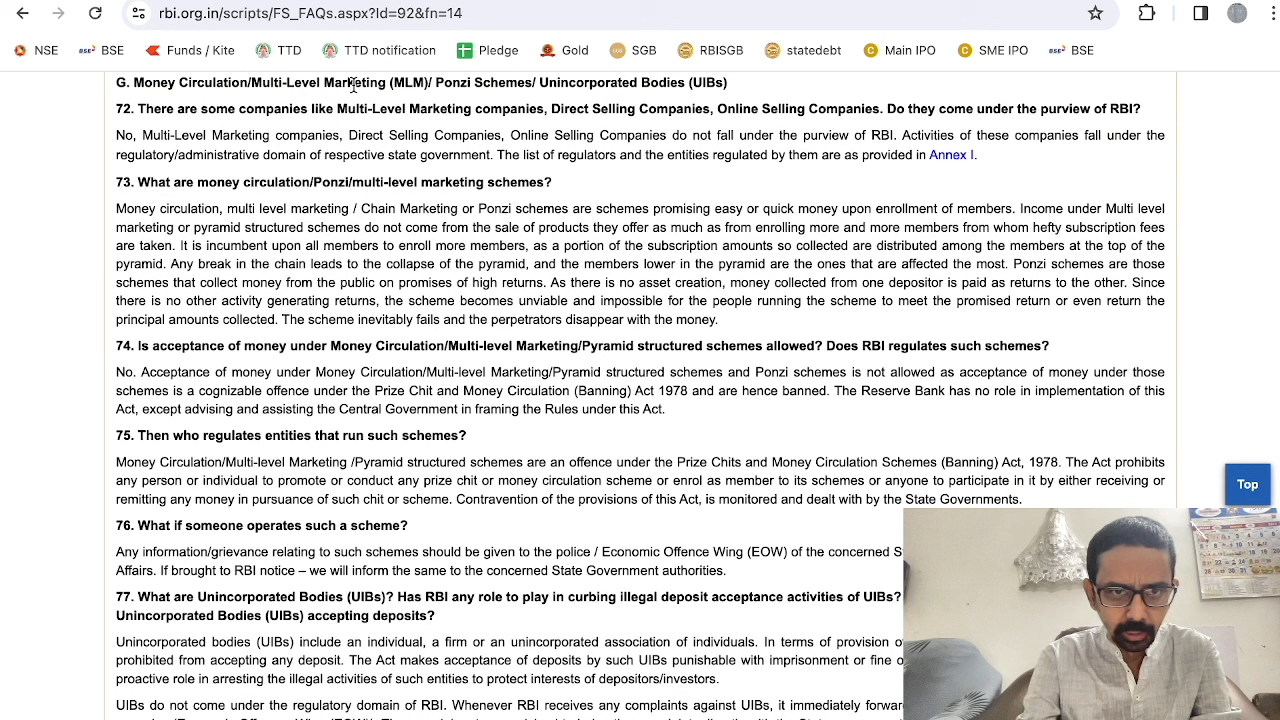 rbi.org.in/scripts/FS_FAQs.aspx?Id=92&fn=14
NSE BSE BSE Funds / Kite TTD TTD notification Pledge Gold SGB SGB RBISGB statedebt C Main IPO C SME IPO BSE BSE
G. Money Circulation/Multi-Level Marketing (MLM)/ Ponzi Schemes/ Unincorporated Bodies (UIBs)
72. There are some companies like Multi-Level Marketing companies, Direct Selling Companies, Online Selling Companies. Do they come under the purview of RBI?
No, Multi-Level Marketing companies, Direct Selling Companies, Online Selling Companies do not fall under the purview of RBI. Activities of these companies fall under the
regulatory/administrative domain of respective state government. The list of regulators and the entities regulated by them are as provided in Annex I.
73. What are money circulation/Ponzi/multi-level marketing schemes?
Money circulation, multi level marketing / Chain Marketing or Ponzi schemes are schemes promising easy or quick money upon enrollment of members. Income under Multi level
marketing or pyramid structured schemes do not come from the sale of products they offer as much as from enrolling more and more members from whom hefty subscription fees
are taken. It is incumbent upon all members to enroll more members, as a portion of the subscription amounts so collected are distributed among the members at the top of the
pyramid. Any break in the chain leads to the collapse of the pyramid, and the members lower in the pyramid are the ones that are affected the most. Ponzi schemes are those
schemes that collect money from the public on promises of high returns. As there is no asset creation, money collected from one depositor is paid as returns to the other. Since
there is no other activity generating returns, the scheme becomes unviable and impossible for the people running the scheme to meet the promised return or even return the
principal amounts collected. The scheme inevitably fails and the perpetrators disappear with the money.
74. Is acceptance of money under Money Circulation/Multi-level Marketing/Pyramid structured schemes allowed? Does RBI regulates such schemes?
No. Acceptance of money under Money Circulation/Multi-level Marketing/Pyramid structured schemes and Ponzi schemes is not allowed as acceptance of money under those
schemes is a cognizable offence under the Prize Chit and Money Circulation (Banning) Act 1978 and are hence banned. The Reserve Bank has no role in implementation of this
Act, except advising and assisting the Central Government in framing the Rules under this Act.
75. Then who regulates entities that run such schemes?
Money Circulation/Multi-level Marketing /Pyramid structured schemes are an offence under the Prize Chits and Money Circulation Schemes (Banning) Act, 1978. The Act prohibits
any person or individual to promote or conduct any prize chit or money circulation scheme or enrol as member to its schemes or anyone to participate in it by either receiving or
remitting any money in pursuance of such chit or scheme. Contravention of the provisions of this Act, is monitored and dealt with by the State Governments.
Top
76. What if someone operates such a scheme?
Any information/grievance relating to such schemes should be given to the police / Economic Offence Wing (EOW) of the concerned
Affairs. If brought to RBI notice – we will inform the same to the concerned State Government authorities.
77. What are Unincorporated Bodies (UIBs)? Has RBI any role to play in curbing illegal deposit acceptance activities of UIBs?
Unincorporated Bodies (UIBs) accepting deposits?
Unincorporated bodies (UIBs) include an individual, a firm or an unincorporated association of individuals. In terms of provision
prohibited from accepting any deposit. The Act makes acceptance of deposits by such UIBs punishable with imprisonment or fine
proactive role in arresting the illegal activities of such entities to protect interests of depositors/investors.
UIBs do not come under the regulatory domain of RBI. Whenever RBI receives any complaints against UIBs, it immediately